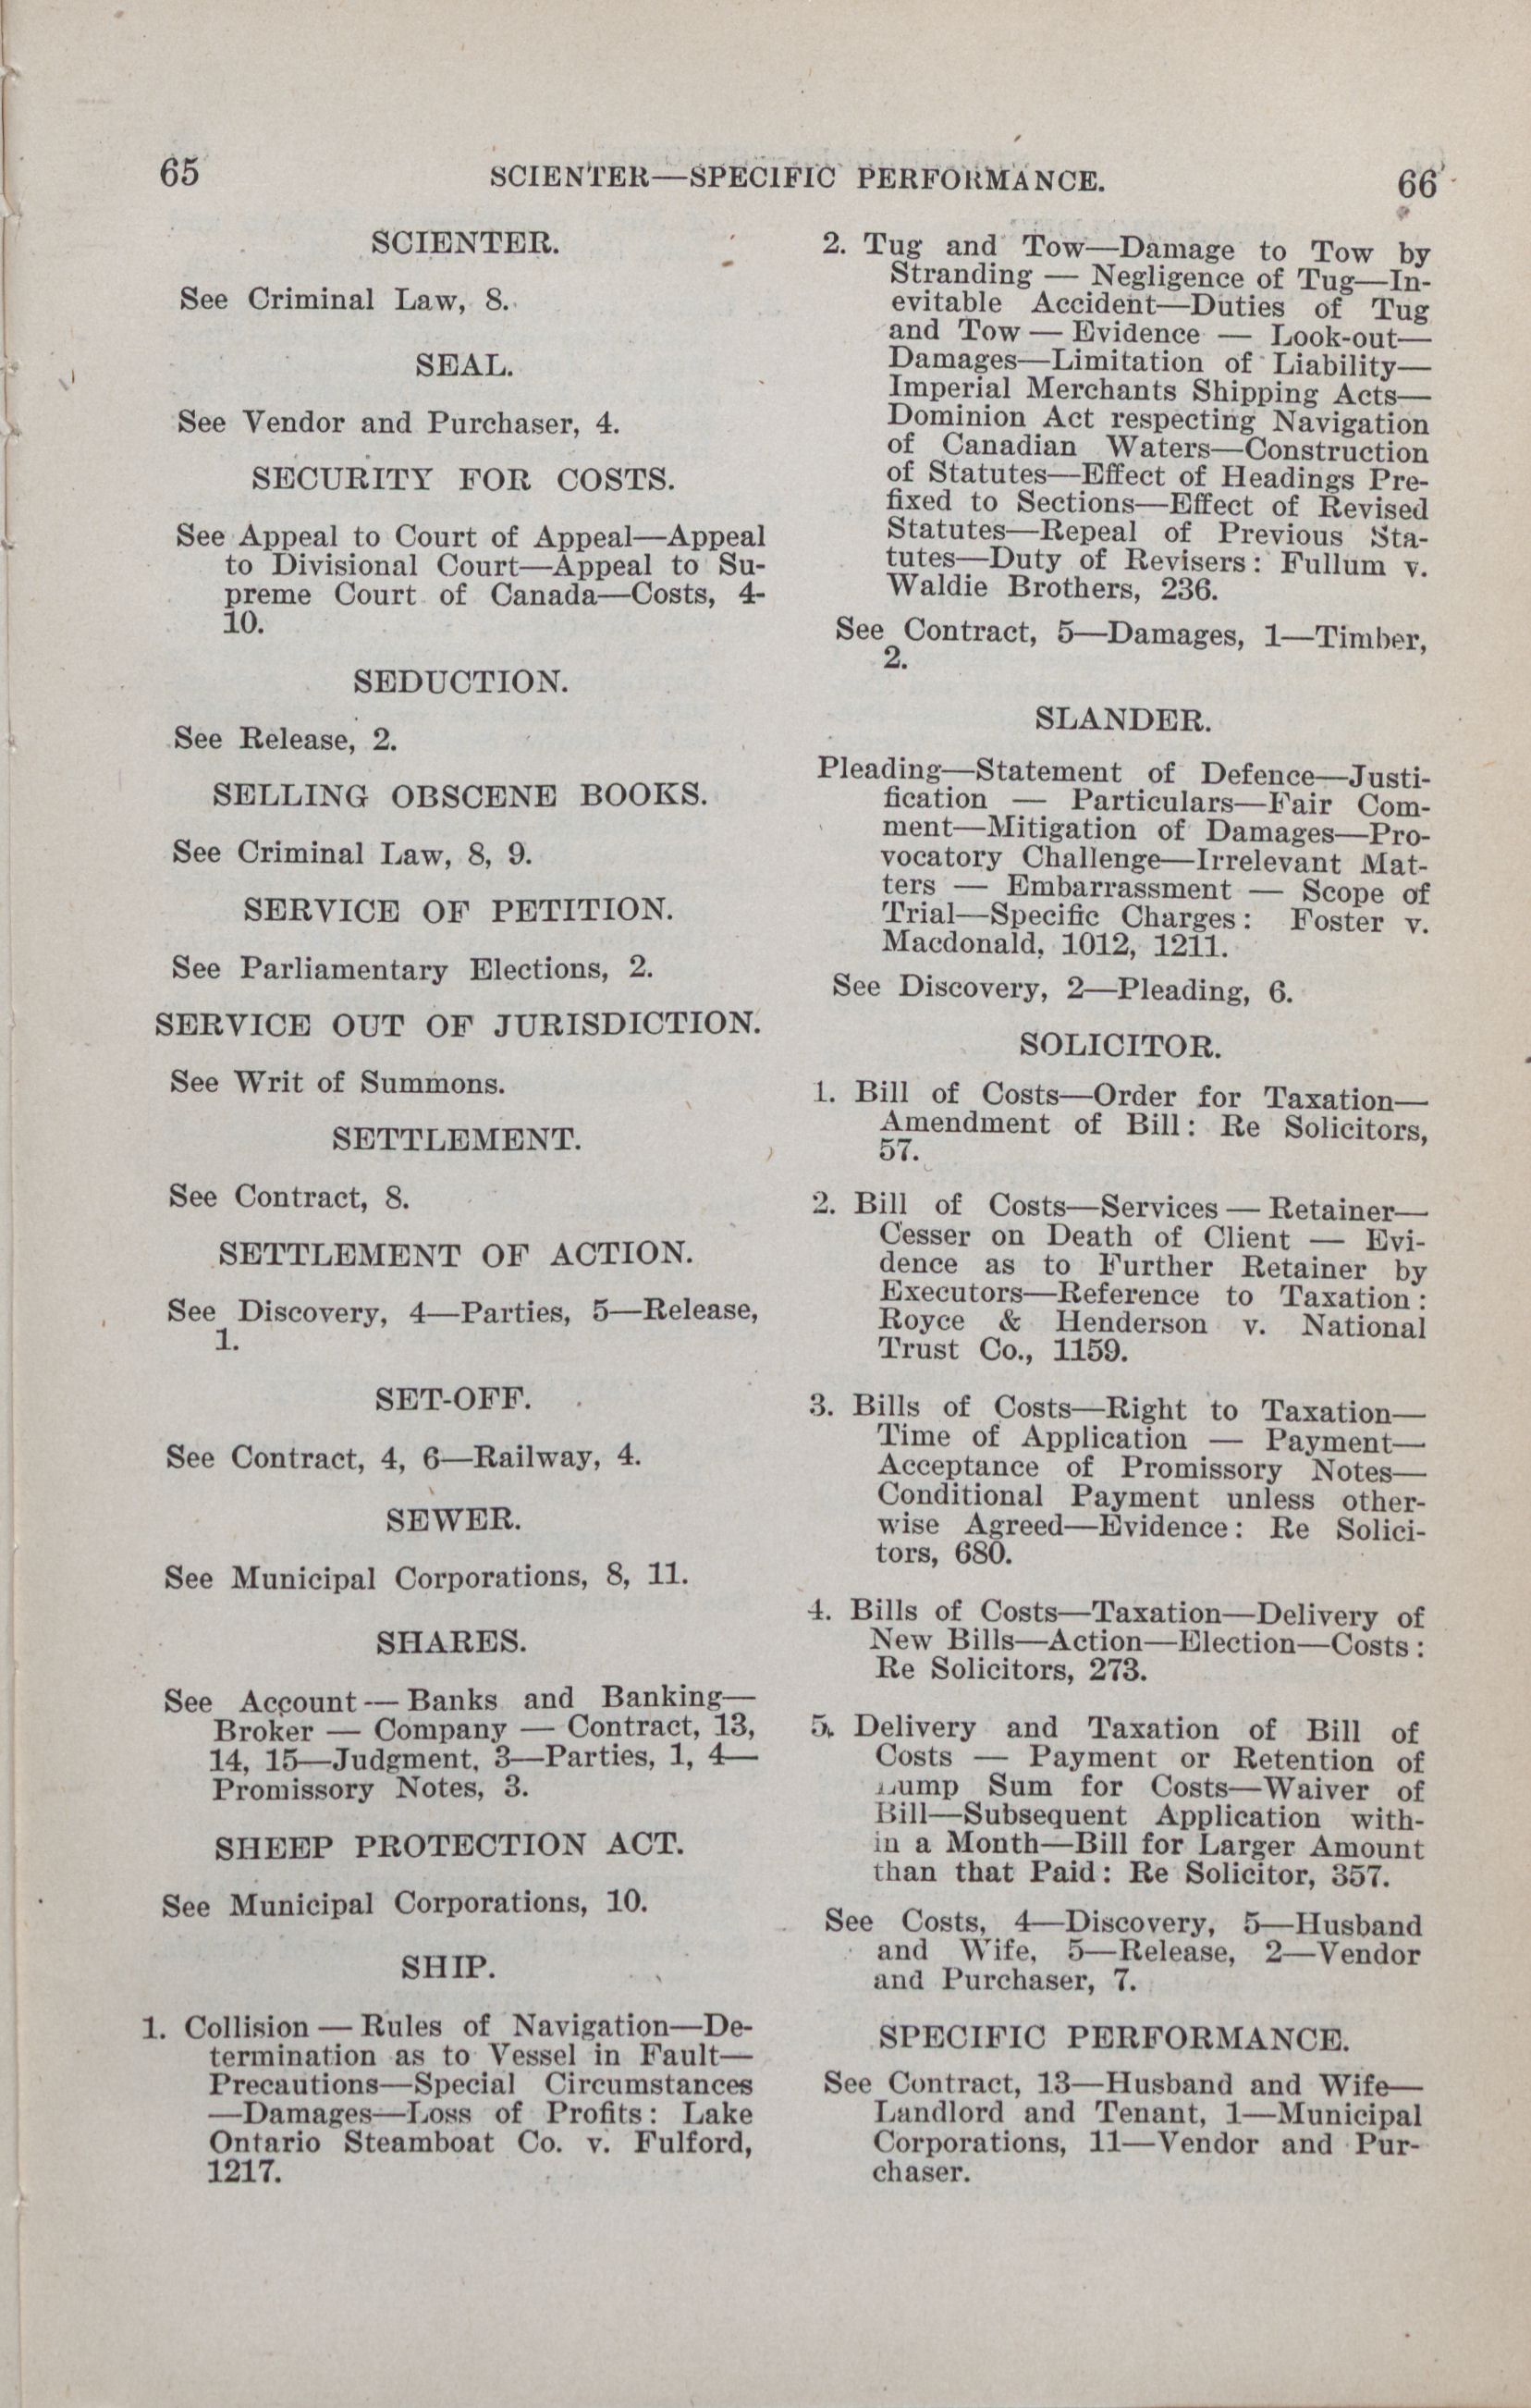 65
SCIENTER—SPECIFIC PERFORMANCE.
66
SCIENTER.
See Criminal Law, 8.
SEAL.
See Vendor and Purchaser, 4.
SECURITY FOR COSTS.
See Appeal to Court of Appeal—Appeal
to Divisional Court—Appeal to Su-
preme Court of Canada—Costs, 4-
10.
SEDUCTION.
See Release, 2.
SELLING OBSCENE BOOKS.
See Criminal Law, 8, 9.
SERVICE OF PETITION.
See Parliamentary Elections, 2.
SERVICE OUT OF JURISDICTION.
See Writ of Summons.
SETTLEMENT.
See Contract, 8.
SETTLEMENT OF ACTION.
See Discovery, 4—Parties, 5—Release,
1.
SET-OFF.
See Contract, 4, 6—Railway, 4.
SEWER.
See Municipal Corporations, 8, 11.
SHARES.
See Account — Banks and Banking—
Broker — Company — Contract, 13,
14, 15—Judgment, 3—Parties, 1, 4—
Promissory Notes, 3.
SHEEP PROTECTION ACT.
See Municipal Corporations, 10.
SHIP.
1. Collision — Rules of Navigation—De-
termination as to Vessel in Fault—
Precautions—Special Circumstances
—Damages—Loss of Profits: Lake
Ontario Steamboat Co. v. Fulford,
1217.
2. Tug and Tow—Damage to Tow by
Stranding — Negligence of Tug—In-
evitable Accident—Duties of Tug
and Tow — Evidence — Look-out—
Damages—Limitation of Liability—
Imperial Merchants Shipping Acts—
Dominion Act respecting Navigation
of Canadian Waters—Construction
of Statutes—Effect of Headings Pre-
fixed to Sections—Effect of Revised
Statutes—Repeal of Previous Sta-
tutes—Duty of Revisers: Fullum v.
Waldie Brothers, 236.
See Contract, 5—Damages, 1—Timber,
2.
SLANDER.
Pleading—Statement of Defence—Justi-
fication — Particulars—Fair Com-
ment—Mitigation of Damages—Pro-
vocatory Challenge—Irrelevant Mat-
ters — Embarrassment — Scope of
Trial—Specific Charges: Foster v.
Macdonald, 1012, 1211.
See Discovery, 2—Pleading, 6.
SOLICITOR.
1. Bill of Costs—Order for Taxation—
Amendment of Bill: Re Solicitors,
57.
2. Bill of Costs—Services — Retainer—
Cesser on Death of Client — Evi-
dence as to Further Retainer by
Executors—Reference to Taxation:
Royce & Henderson v. National
Trust Co., 1159.
3. Bills of Costs—Right to Taxation—
Time of Application — Payment—
Acceptance of Promissory Notes—
Conditional Payment unless other-
wise Agreed—Evidence: Re Solici-
tors, 680.
4. Bills of Costs—Taxation—Delivery of
New Bills—Action—Election—Costs:
Re Solicitors, 273.
5. Delivery and Taxation of Bill of
Costs — Payment or Retention of
Lump Sum for Costs—Waiver of
Bill—Subsequent Application with-
in a Month—Bill for Larger Amount
than that Paid: Re Solicitor, 357.
See Costs, 4—Discovery, 5—Husband
and Wife, 5—Release, 2—Vendor
and Purchaser, 7.
SPECIFIC PERFORMANCE.
See Contract, 13—Husband and Wife—
Landlord and Tenant, 1—Municipal
Corporations, 11—Vendor and Pur-
chaser.